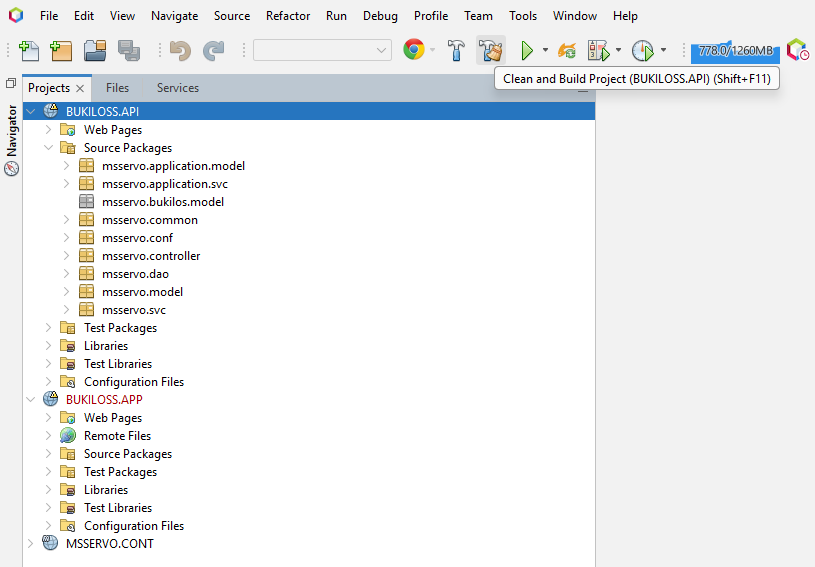 File Edit View Navigate Source Refactor Run Debug Profile Team Tools Window Help
778.0/1260MB
Clean and Build Project (BUKILOSS.API) (Shift+F11)
Projects Files Services
Navigator
BUKILOSS.API
Web Pages
Source Packages
msservo.application.model
msservo.application.svc
msservo.bukilos.model
msservo.common
msservo.conf
msservo.controller
msservo.dao
msservo.model
msservo.svc
Test Packages
Libraries
Test Libraries
Configuration Files
BUKILOSS.APP
Web Pages
Remote Files
Source Packages
Test Packages
Libraries
Test Libraries
Configuration Files
MSSERVO.CONT